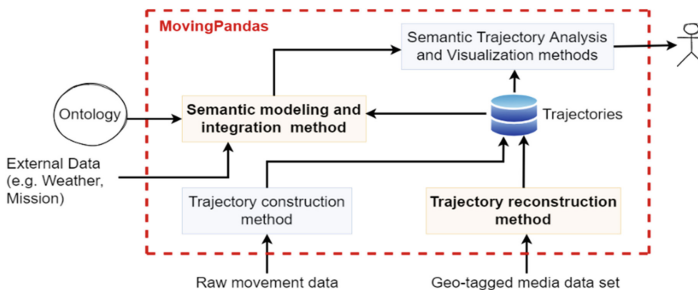 MovingPandas
Semantic Trajectory Analysis
and Visualization methods
Ontology
Semantic modeling and
integration method
Trajectories
External Data
(e.g. Weather,
Mission)
Trajectory construction
method
Trajectory reconstruction
method
Raw movement data
Geo-tagged media data set